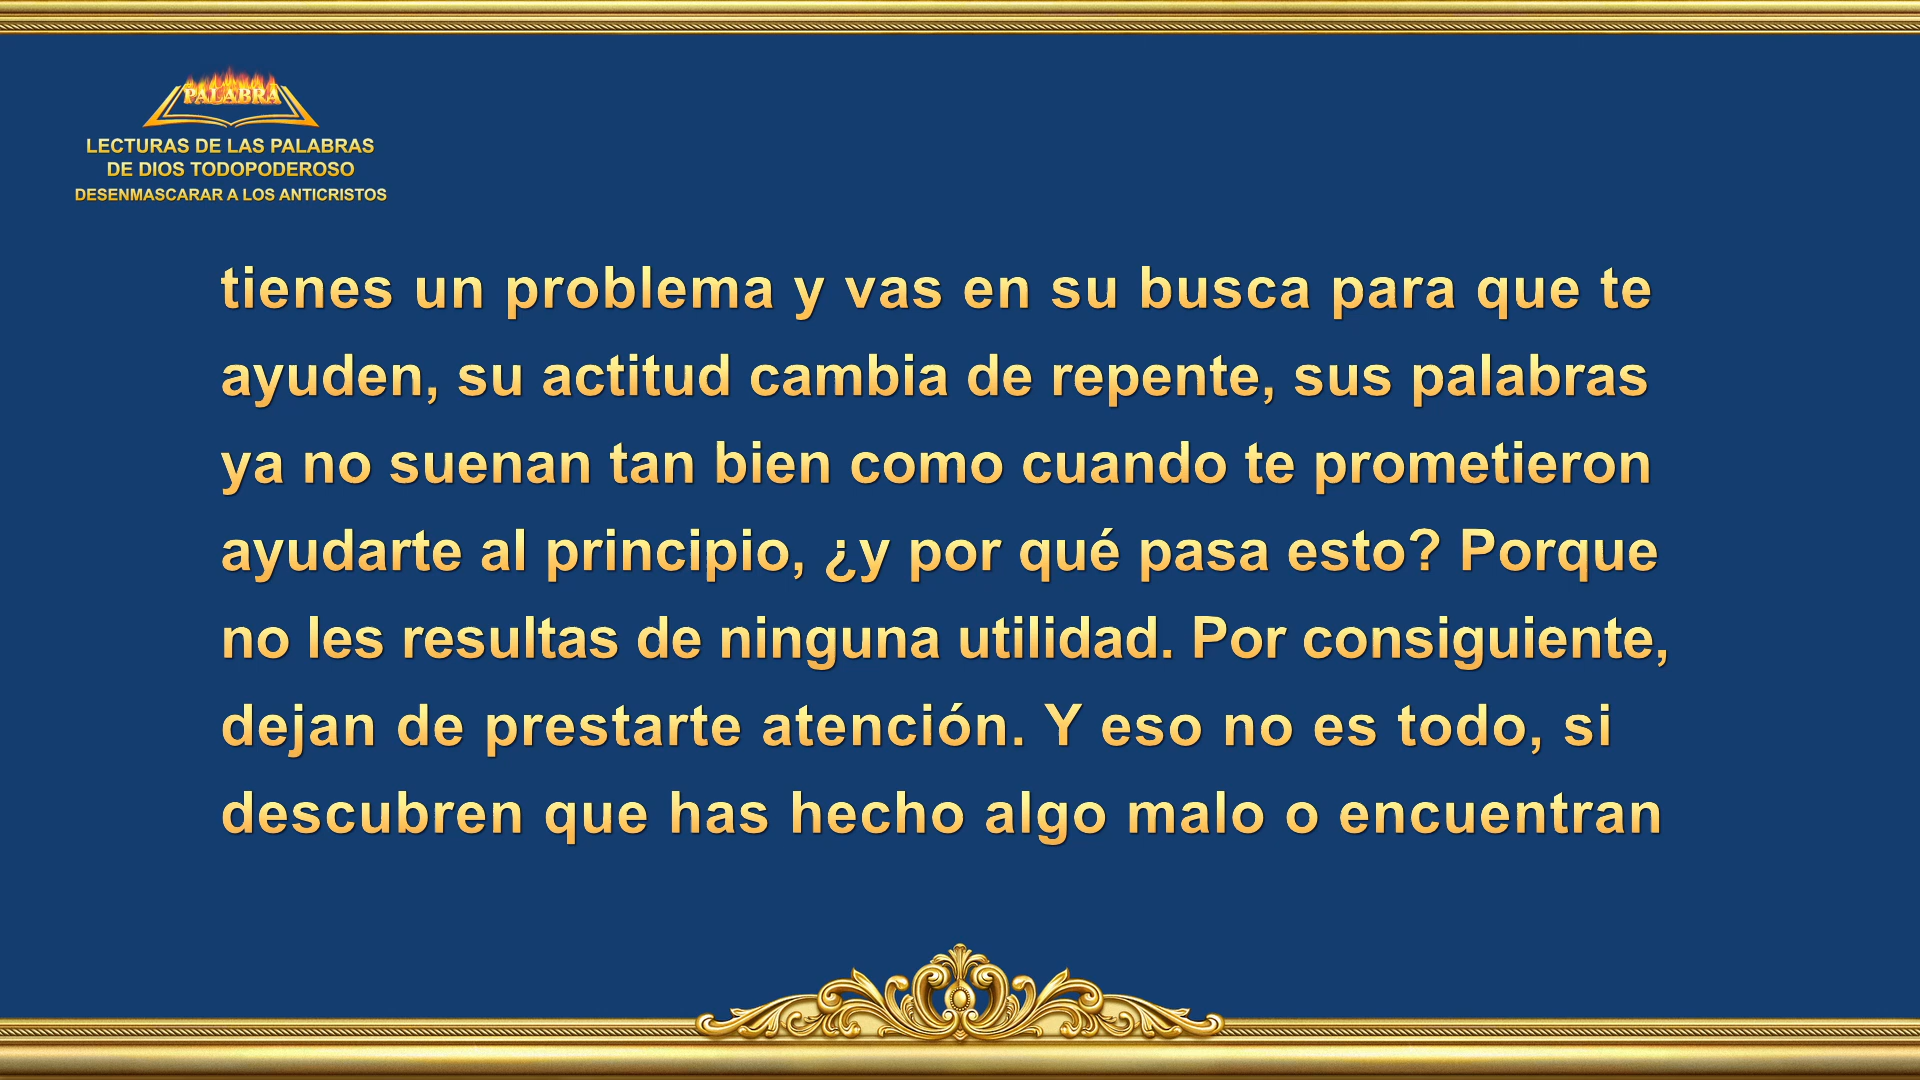 PALABRA
LECTURAS DE LAS PALABRAS
DE DIOS TODOPODEROSO
DESENMASCARAR A LOS ANTICRISTOS
tienes un problema y vas en su busca para que te
ayuden, su actitud cambia de repente, sus palabras
ya no suenan tan bien como cuando te prometieron
ayudarte al principio, ¿y por qué pasa esto? Porque
no les resultas de ninguna utilidad. Por consiguiente,
dejan de prestarte atención. Y eso no es todo, si
descubren que has hecho algo malo o encuentran